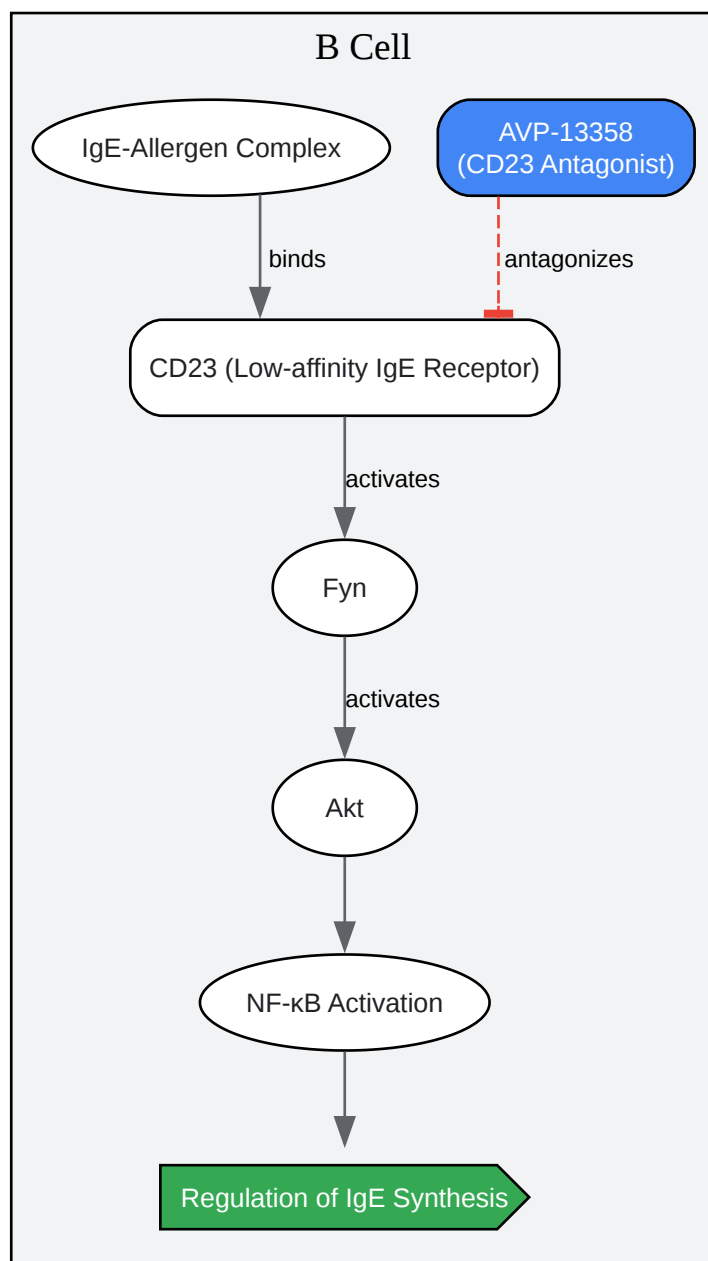 B Cell
IgE-Allergen Complex
AVP-13358
(CD23 Antagonist)
binds
antagonizes
CD23 (Low-affinity IgE Receptor)
activates
Fyn
activates
Akt
NF-κB Activation
Regulation of IgE Synthesis